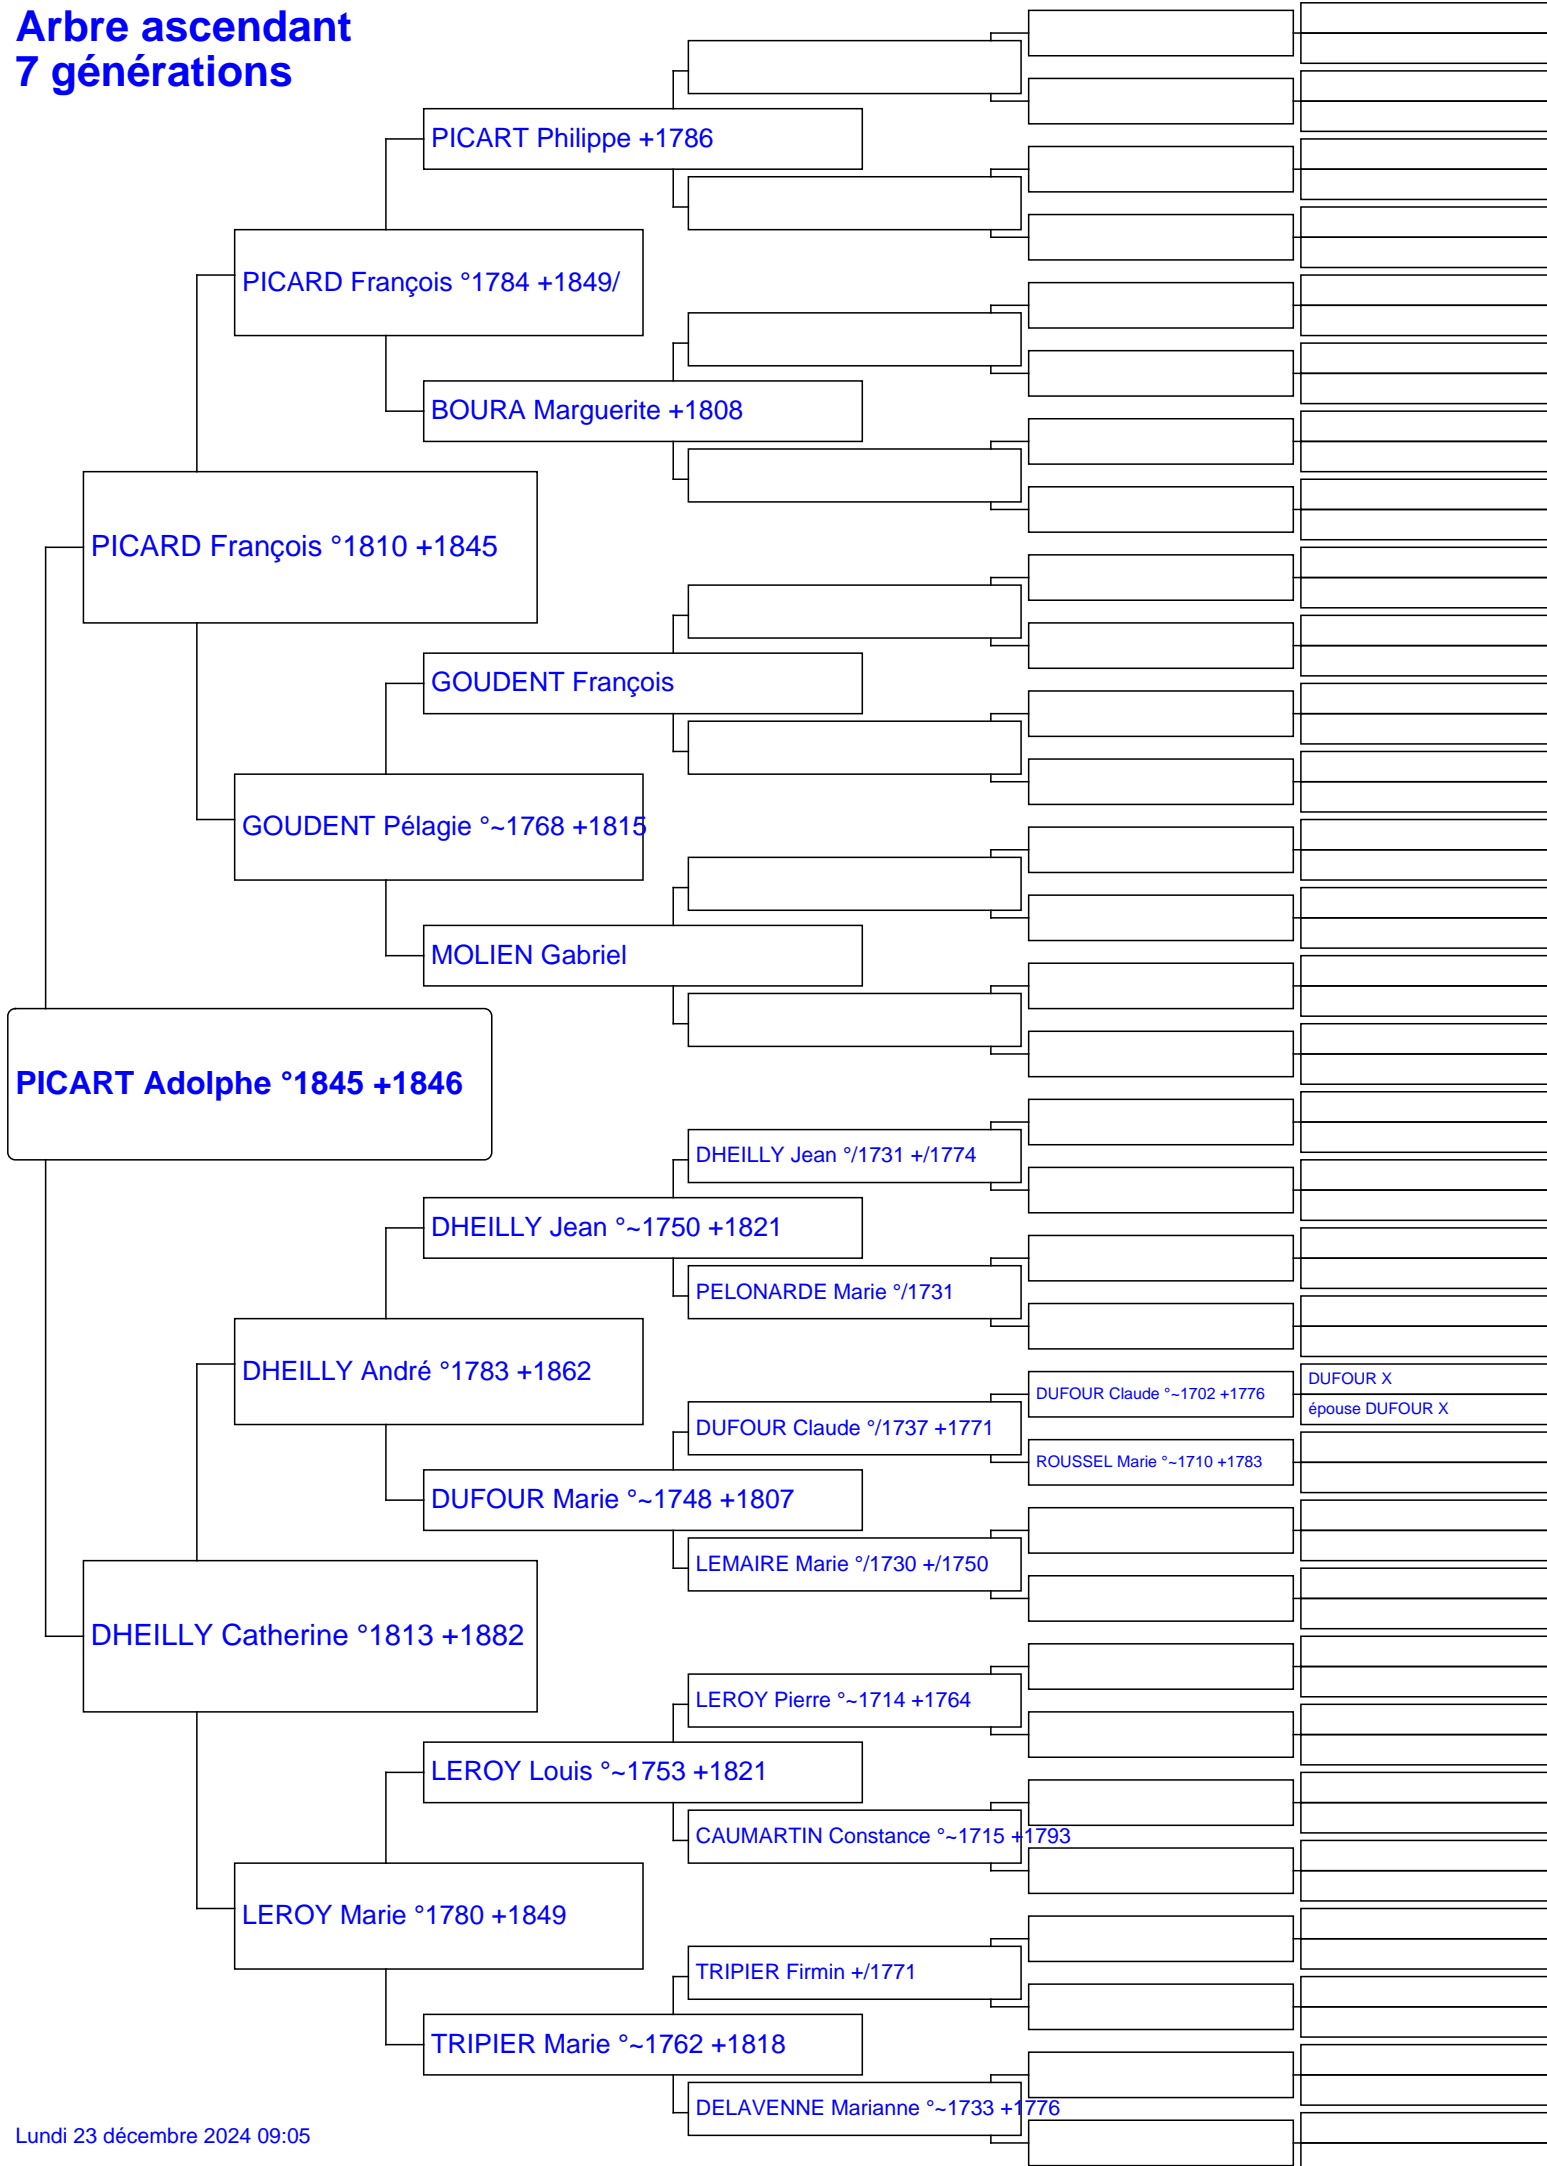 Arbre ascendant
7 générations
PICART Philippe +1786
PICARD François °1784 +1849/
BOURA Marguerite +1808
PICARD François °1810 +1845
GOUDENT François
GOUDENT Pélagie °~1768 +1815
MOLIEN Gabriel
PICART Adolphe °1845 +1846
DHEILLY Jean °/1731 +/1774
DHEILLY Jean °~1750 +1821
PELONARDE Marie °/1731
DHEILLY André °1783 +1862
DUFOUR X
DUFOUR Claude °~1702 +1776
épouse DUFOUR X
DUFOUR Claude °/1737 +1771
ROUSSEL Marie °~1710 +1783
DUFOUR Marie °~1748 +1807
LEMAIRE Marie °/1730 +/1750
DHEILLY Catherine °1813 +1882
LEROY Pierre °~1714 +1764
LEROY Louis °~1753 +1821
CAUMARTIN Constance °~1715 +1793
LEROY Marie °1780 +1849
TRIPIER Firmin +/1771
TRIPIER Marie °~1762 +1818
DELAVENNE Marianne °~1733 +1776
Lundi 23 décembre 2024 09:05